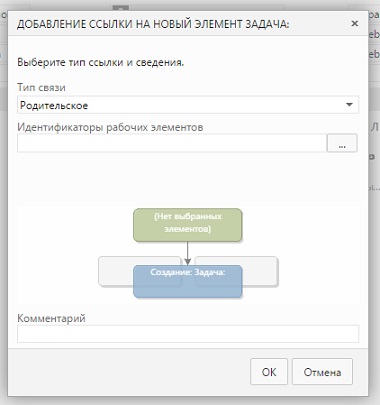 ДОБАВЛЕНИЕ ССЫЛКИ НА НОВЫЙ ЭЛЕМЕНТ ЗАДАЧА:
Выберите тип ссылки и сведения.
Тип связи
Родительское
Идентификаторы рабочих элементов
...
(Нет выбранных
элементов)
Создание: Задача:
Комментарий
ОК
Отмена